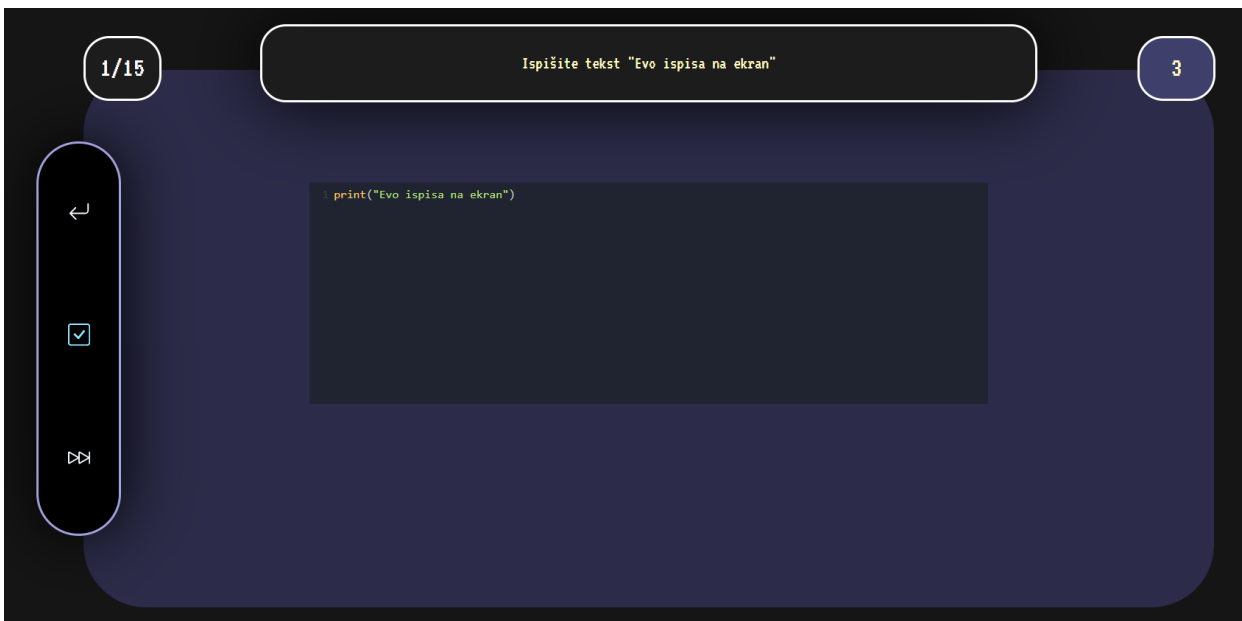 1/15
Ispišite tekst "Evo ispisa na ekran"
3
1 print("Evo ispisa na ekran")